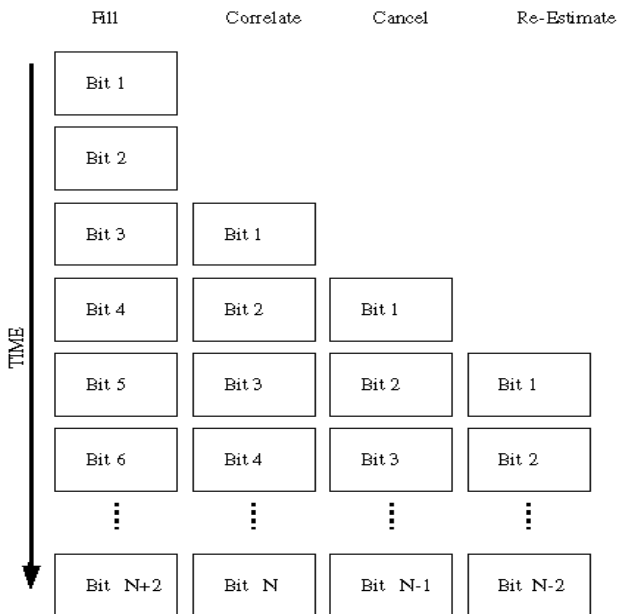 Fill Correlate Cancel Re-Estimate
Bit 1
Bit 2
Bit 3 Bit 1
Bit 4 Bit 2 Bit 1
TIME
Bit 5 Bit 3 Bit 2 Bit 1
Bit 6 Bit 4 Bit 3 Bit 2
Bit N+2 Bit N Bit N-1 Bit N-2